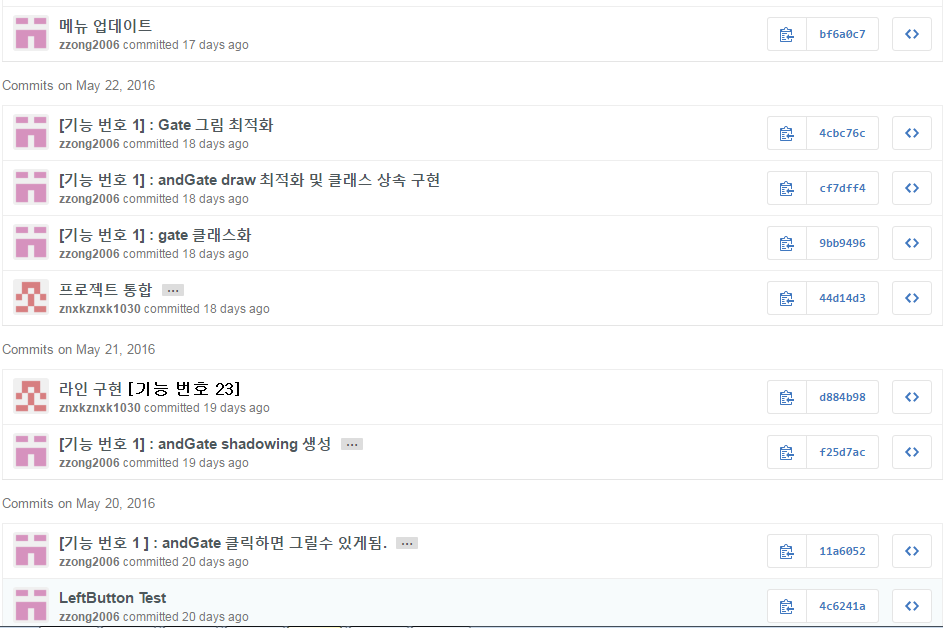 메뉴 업데이트
zzong2006 committed 17 days ago
bf6a0c7
Commits on May 22, 2016
[기능 번호 1] : Gate 그림 최적화
zzong2006 committed 18 days ago
4cbc76c
[기능 번호 1] : andGate draw 최적화 및 클래스 상속 구현
zzong2006 committed 18 days ago
cf7dff4
[기능 번호 1] : gate 클래스화
zzong2006 committed 18 days ago
9bb9496
프로젝트 통합 …
znxkznxk1030 committed 18 days ago
44d14d3
Commits on May 21, 2016
라인 구현 [기능 번호 23]
znxkznxk1030 committed 19 days ago
d884b98
[기능 번호 1] : andGate shadowing 생성 …
zzong2006 committed 19 days ago
f25d7ac
Commits on May 20, 2016
[기능 번호 1 ] : andGate 클릭하면 그릴수 있게됨. …
zzong2006 committed 20 days ago
11a6052
LeftButton Test
zzong2006 committed 20 days ago
4c6241a